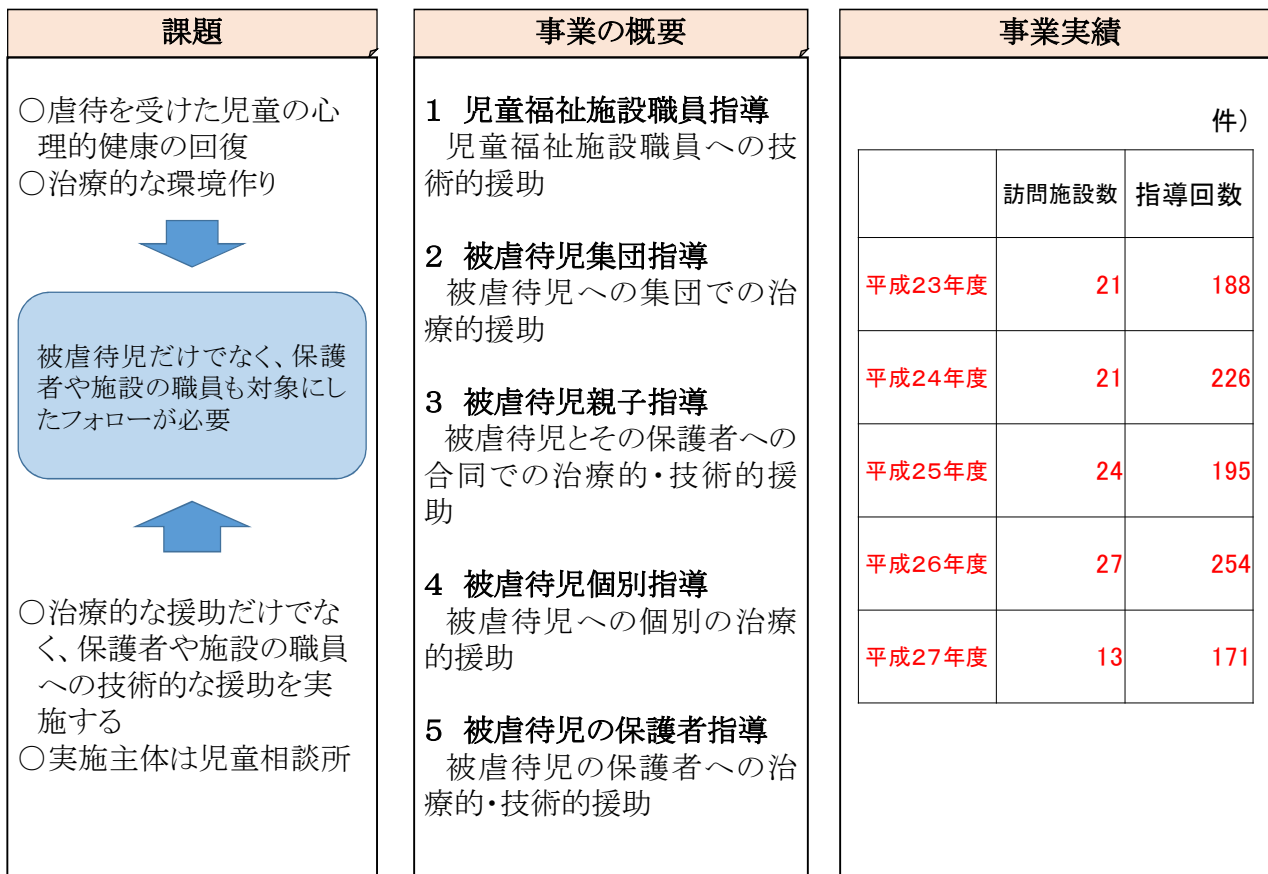 課題
○虐待を受けた児童の心
理的健康の回復
○治療的な環境作り
被虐待児だけでなく、保護
者や施設の職員も対象にし
たフォローが必要
○治療的な援助だけでな
く、保護者や施設の職員
への技術的な援助を実
施する
○実施主体は児童相談所
事業の概要
1 児童福祉施設職員指導
児童福祉施設職員への技
術的援助
2 被虐待児集団指導
被虐待児への集団での治
療的援助
3 被虐待児親子指導
被虐待児とその保護者への
合同での治療的・技術的援
助
4 被虐待児個別指導
被虐待児への個別の治療
的援助
5 被虐待児の保護者指導
被虐待児の保護者への治
療的・技術的援助
事業実績
件）
訪問施設数 指導回数
平成23年度 21 188
平成24年度 21 226
平成25年度 24 195
平成26年度 27 254
平成27年度 13 171